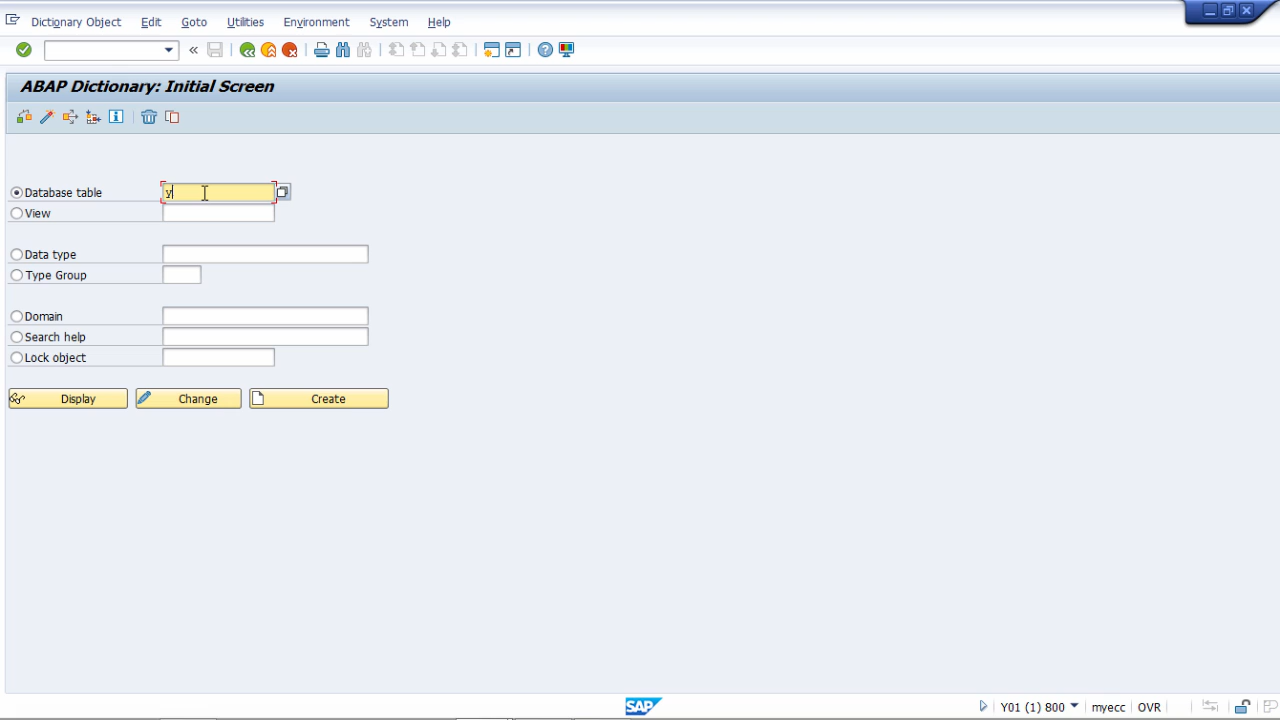 Dictionary Object Edit Goto Utilities Environment System Help
ABAP Dictionary: Initial Screen
Database table y
View
Data type
Type Group
Domain
Search help
Lock object
Display Change Create
SAP Y01 (1) 800 myecc OVR